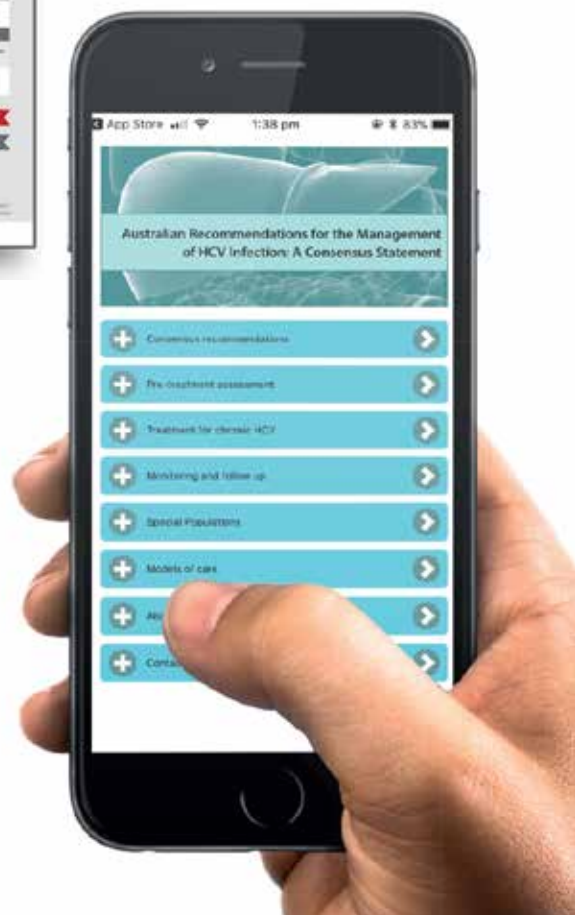 App Store 1:38 pm 83%
Australian Recommendations for the Management
of HCV Infection: A Consensus Statement
Consensus recommendations
Pre-treatment assessment
Treatment for chronic HCV
Monitoring and follow up
Special Populations
Models of care